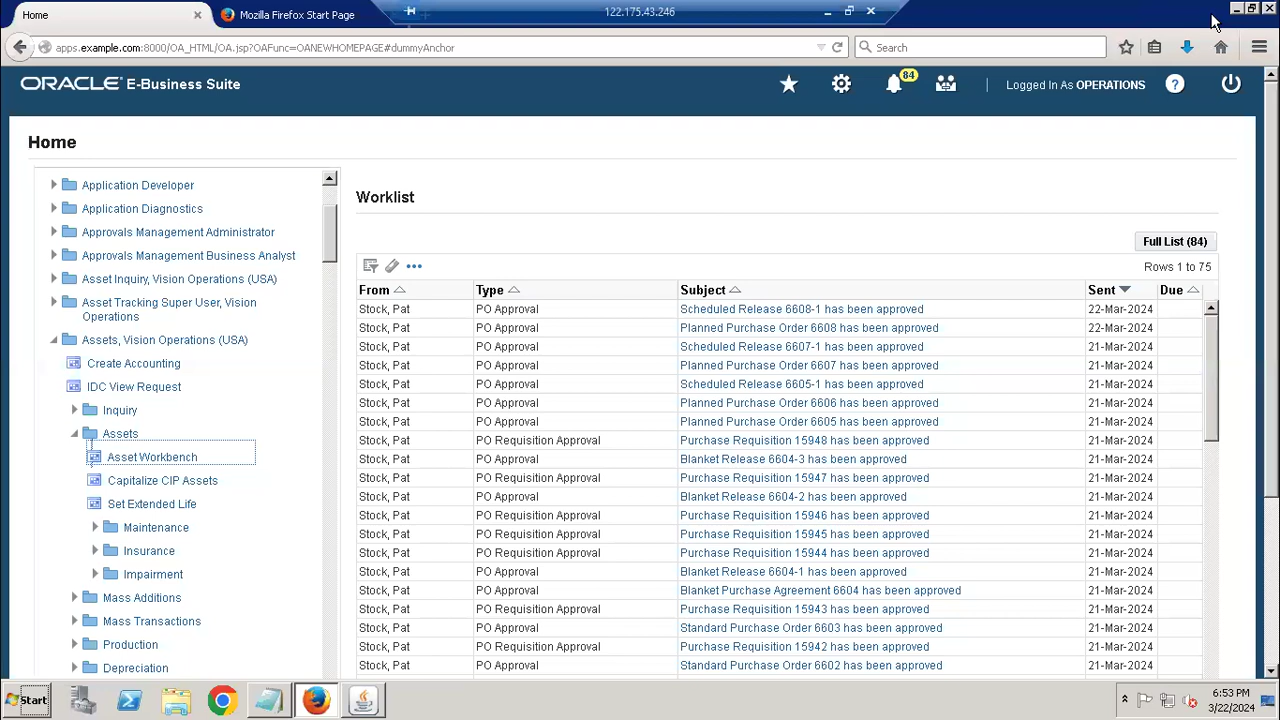 Home
Mozilla Firefox Start Page
122.175.43.246
apps.example.com:8000/OA_HTML/OA.jsp?OAFunc=OANEWHOMEPAGE#dummyAnchor
Search
ORACLE E-Business Suite
84
Logged In As OPERATIONS
?
Home
Application Developer
Application Diagnostics
Approvals Management Administrator
Approvals Management Business Analyst
Asset Inquiry, Vision Operations (USA)
Asset Tracking Super User, Vision
Operations
Assets, Vision Operations (USA)
Create Accounting
IDC View Request
Inquiry
Assets
Asset Workbench
Capitalize CIP Assets
Set Extended Life
Maintenance
Insurance
Impairment
Mass Additions
Mass Transactions
Production
Depreciation
Worklist
Full List (84)
Rows 1 to 75
From Type Subject Sent Due
Stock, Pat PO Approval Scheduled Release 6608-1 has been approved 22-Mar-2024
Stock, Pat PO Approval Planned Purchase Order 6608 has been approved 22-Mar-2024
Stock, Pat PO Approval Scheduled Release 6607-1 has been approved 21-Mar-2024
Stock, Pat PO Approval Planned Purchase Order 6607 has been approved 21-Mar-2024
Stock, Pat PO Approval Scheduled Release 6605-1 has been approved 21-Mar-2024
Stock, Pat PO Approval Planned Purchase Order 6606 has been approved 21-Mar-2024
Stock, Pat PO Approval Planned Purchase Order 6605 has been approved 21-Mar-2024
Stock, Pat PO Requisition Approval Purchase Requisition 15948 has been approved 21-Mar-2024
Stock, Pat PO Approval Blanket Release 6604-3 has been approved 21-Mar-2024
Stock, Pat PO Requisition Approval Purchase Requisition 15947 has been approved 21-Mar-2024
Stock, Pat PO Approval Blanket Release 6604-2 has been approved 21-Mar-2024
Stock, Pat PO Requisition Approval Purchase Requisition 15946 has been approved 21-Mar-2024
Stock, Pat PO Requisition Approval Purchase Requisition 15945 has been approved 21-Mar-2024
Stock, Pat PO Requisition Approval Purchase Requisition 15944 has been approved 21-Mar-2024
Stock, Pat PO Approval Blanket Release 6604-1 has been approved 21-Mar-2024
Stock, Pat PO Approval Blanket Purchase Agreement 6604 has been approved 21-Mar-2024
Stock, Pat PO Requisition Approval Purchase Requisition 15943 has been approved 21-Mar-2024
Stock, Pat PO Approval Standard Purchase Order 6603 has been approved 21-Mar-2024
Stock, Pat PO Requisition Approval Purchase Requisition 15942 has been approved 21-Mar-2024
Stock, Pat PO Approval Standard Purchase Order 6602 has been approved 21-Mar-2024
Start
6:53 PM
3/22/2024